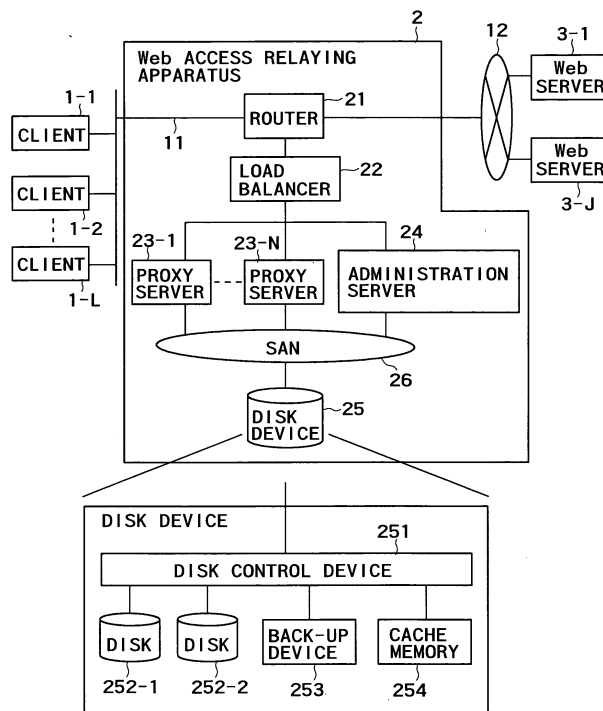 2
12
3-1
Web ACCESS RELAYING
APPARATUS
Web
SERVER
1-1
21
CLIENT
ROUTER
11
22
LOAD
BALANCER
Web
SERVER
3-J
CLIENT
1-2
23-1
23-N
24
CLIENT
1-L
PROXY
SERVER
PROXY
SERVER
ADMINISTRATION
SERVER
SAN
26
25
DISK
DEVICE
DISK DEVICE
251
DISK CONTROL DEVICE
DISK
DISK
BACK-UP
DEVICE
CACHE
MEMORY
252-1
252-2
253
254